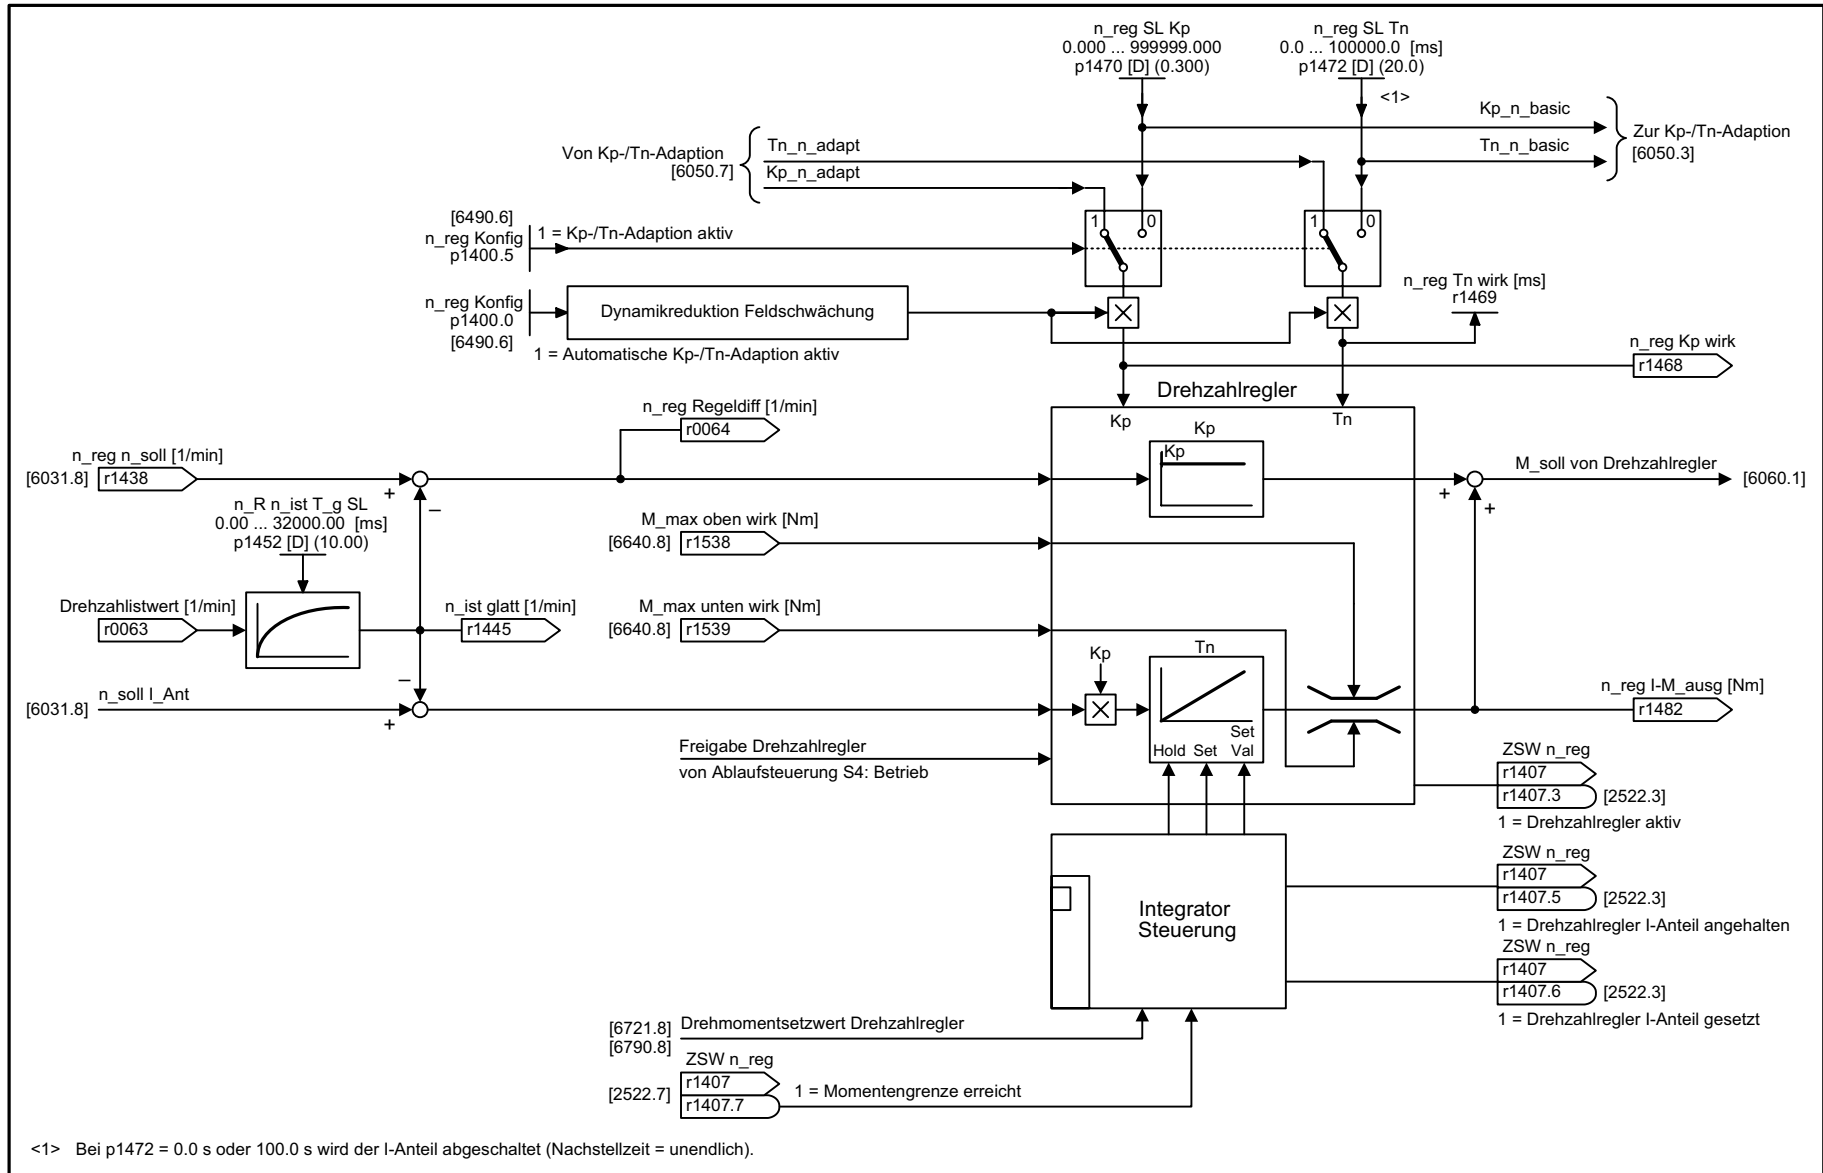 n_reg SL Kp
0.000 ... 999999.000
p1470 [D] (0.300)
n_reg SL Tn
0.0 ... 100000.0 [ms]
p1472 [D] (20.0)
<1>
Kp_n_basic
Tn_n_basic
Zur Kp-/Tn-Adaption
[6050.3]
Von Kp-/Tn-Adaption
[6050.7]
Tn_n_adapt
Kp_n_adapt
1
0
1
0
[6490.6]
n_reg Konfig
p1400.5
1 = Kp-/Tn-Adaption aktiv
n_reg Konfig
p1400.0
[6490.6]
Dynamikreduktion Feldschwächung
1 = Automatische Kp-/Tn-Adaption aktiv
n_reg Tn wirk [ms]
r1469
n_reg Kp wirk
r1468
Drehzahlregler
Kp
Tn
n_reg Regeldiff [1/min]
r0064
Kp
Kp
n_reg n_soll [1/min]
[6031.8]
r1438
+
–
M_soll von Drehzahlregler
[6060.1]
+
+
n_R n_ist T_g SL
0.00 ... 32000.00 [ms]
p1452 [D] (10.00)
M_max oben wirk [Nm]
[6640.8]
r1538
Drehzahlistwert [1/min]
r0063
n_ist glatt [1/min]
r1445
M_max unten wirk [Nm]
[6640.8]
r1539
Kp
Tn
n_soll I_Ant
[6031.8]
–
+
n_reg I-M_ausg [Nm]
r1482
Hold
Set
Set
Val
Freigabe Drehzahlregler
von Ablaufsteuerung S4: Betrieb
ZSW n_reg
r1407
r1407.3
[2522.3]
1 = Drehzahlregler aktiv
ZSW n_reg
r1407
r1407.5
[2522.3]
1 = Drehzahlregler I-Anteil angehalten
Integrator
Steuerung
ZSW n_reg
r1407
r1407.6
[2522.3]
1 = Drehzahlregler I-Anteil gesetzt
[6721.8]
[6790.8]
Drehmomentsetzwert Drehzahlregler
ZSW n_reg
[2522.7]
r1407
r1407.7
1 = Momentengrenze erreicht
<1> Bei p1472 = 0.0 s oder 100.0 s wird der I-Anteil abgeschaltet (Nachstellzeit = unendlich).